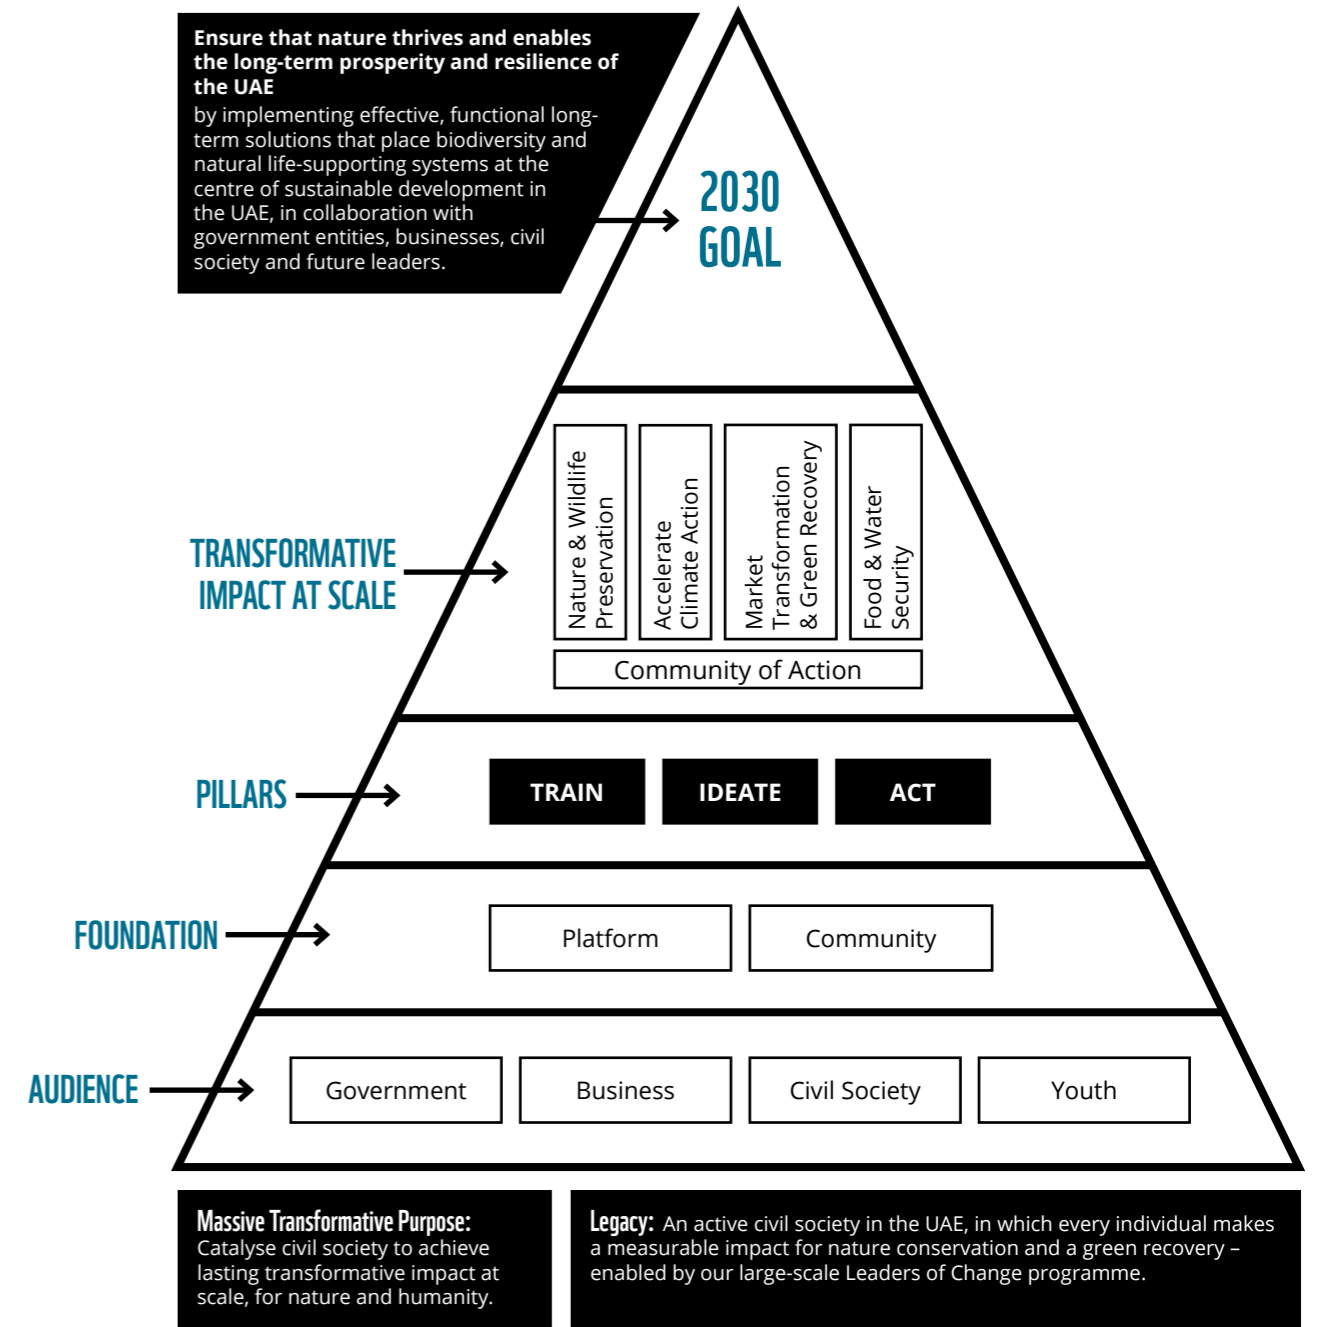 Ensure that nature thrives and enables
the long-term prosperity and resilience of
the UAE
by implementing effective, functional long-
term solutions that place biodiversity and
natural life-supporting systems at the
centre of sustainable development in
the UAE, in collaboration with
government entities, businesses, civil
society and future leaders.
2030
GOAL
TRANSFORMATIVE
IMPACT AT SCALE
Nature & Wildlife
Preservation
Accelerate
Climate Action
Market
Transformation
& Green Recovery
Food & Water
Security
Community of Action
PILLARS
TRAIN
IDEATE
ACT
FOUNDATION
Platform
Community
AUDIENCE
Government
Business
Civil Society
Youth
Massive Transformative Purpose:
Catalyse civil society to achieve
lasting transformative impact at
scale, for nature and humanity.
Legacy: An active civil society in the UAE, in which every individual makes
a measurable impact for nature conservation and a green recovery –
enabled by our large-scale Leaders of Change programme.